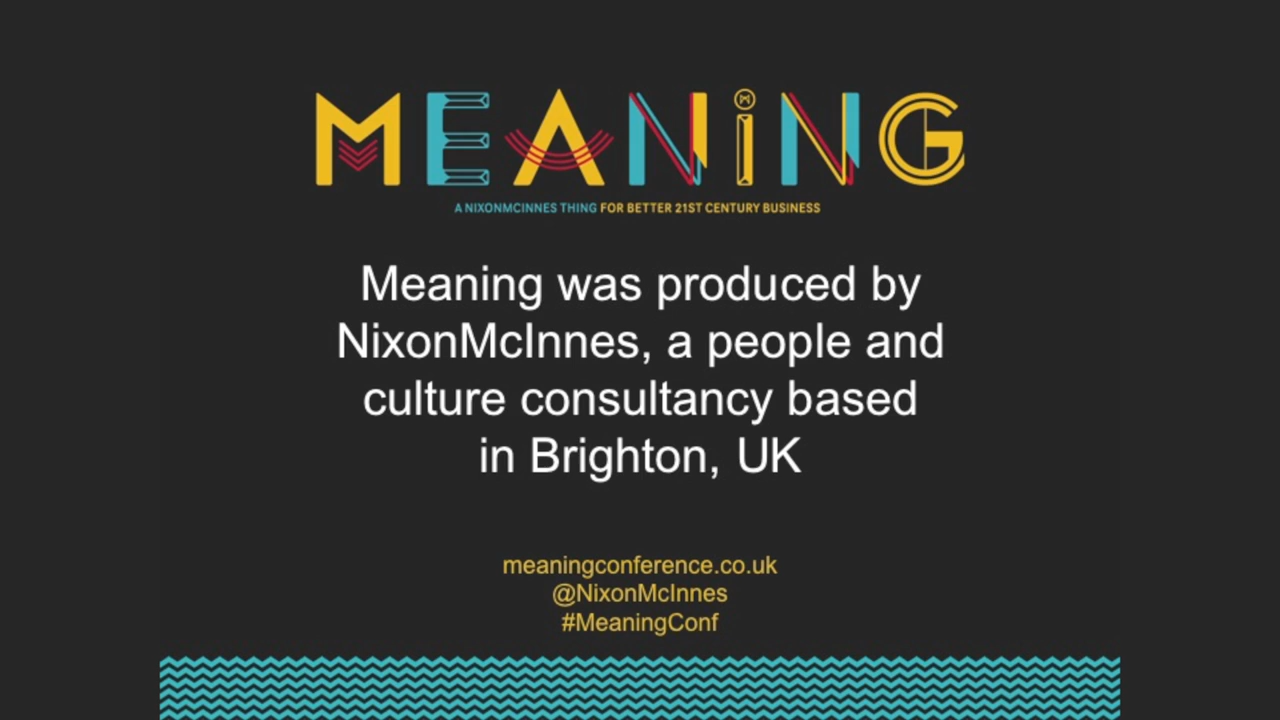 MEANiNG
A NIXONMCINNES THING FOR BETTER 21ST CENTURY BUSINESS
Meaning was produced by
NixonMcInnes, a people and
culture consultancy based
in Brighton, UK
meaningconference.co.uk
@NixonMcInnes
#MeaningConf